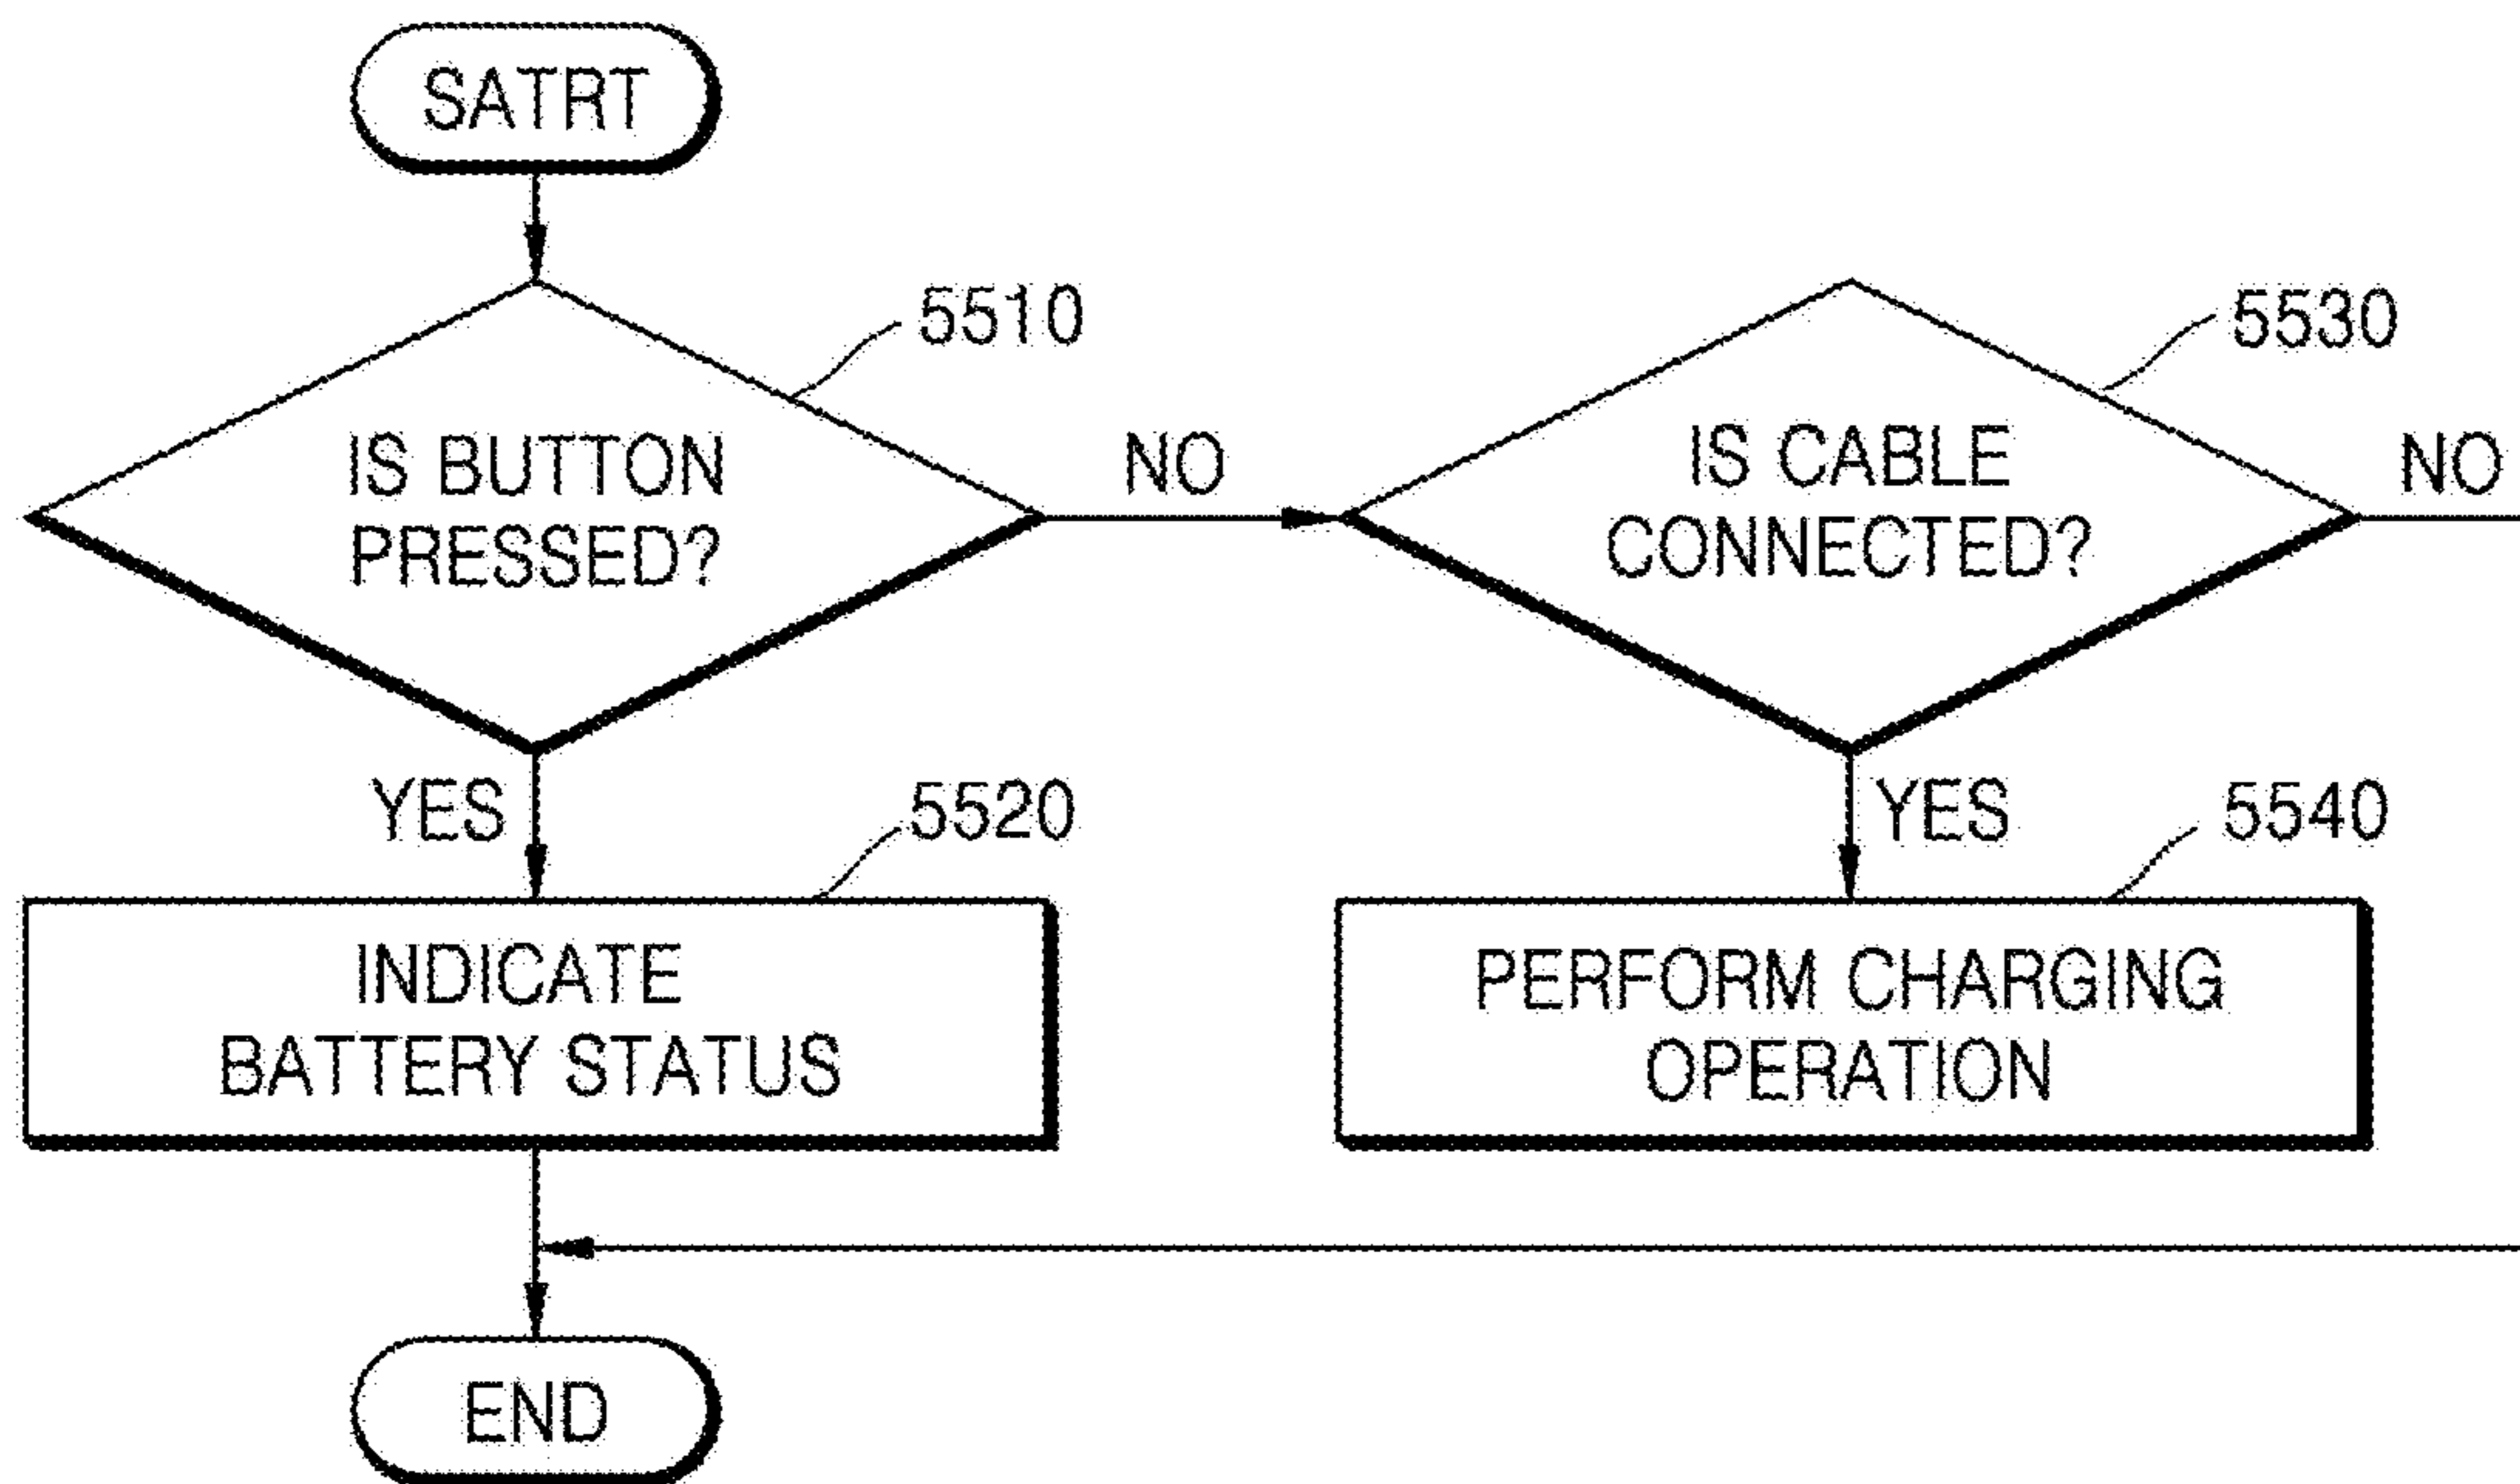 SATRT
5510
IS BUTTON
PRESSED?
NO
5530
IS CABLE
CONNECTED?
NO
YES
5520
INDICATE
BATTERY STATUS
YES
5540
PERFORM CHARGING
OPERATION
END